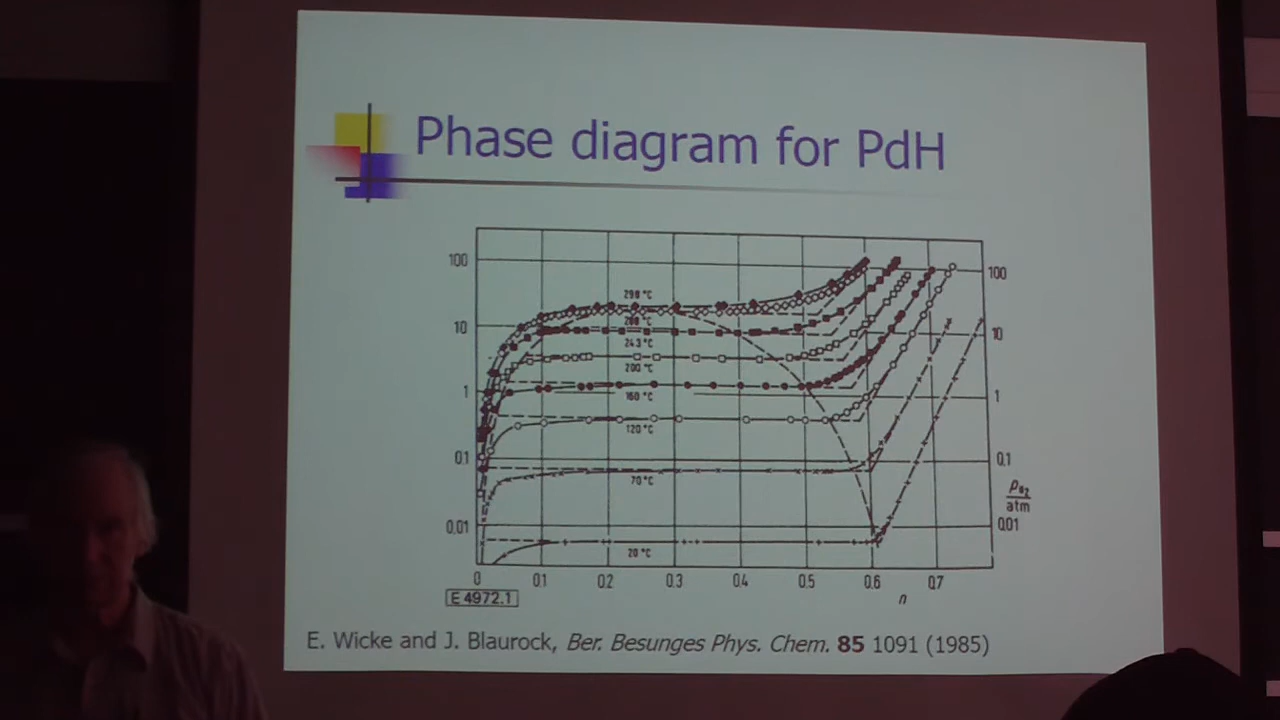 Phase diagram for PdH
100
10
1
0.1
0.01
298 °C
243 °C
200 °C
160 °C
120 °C
70 °C
20 °C
100
10
1
0.1
0.01
atm
0 0.1 0.2 0.3 0.4 0.5 0.6 0.7
n
E 4972.1
E. Wicke and J. Blaurock, Ber. Besunges Phys. Chem. 85 1091 (1985)